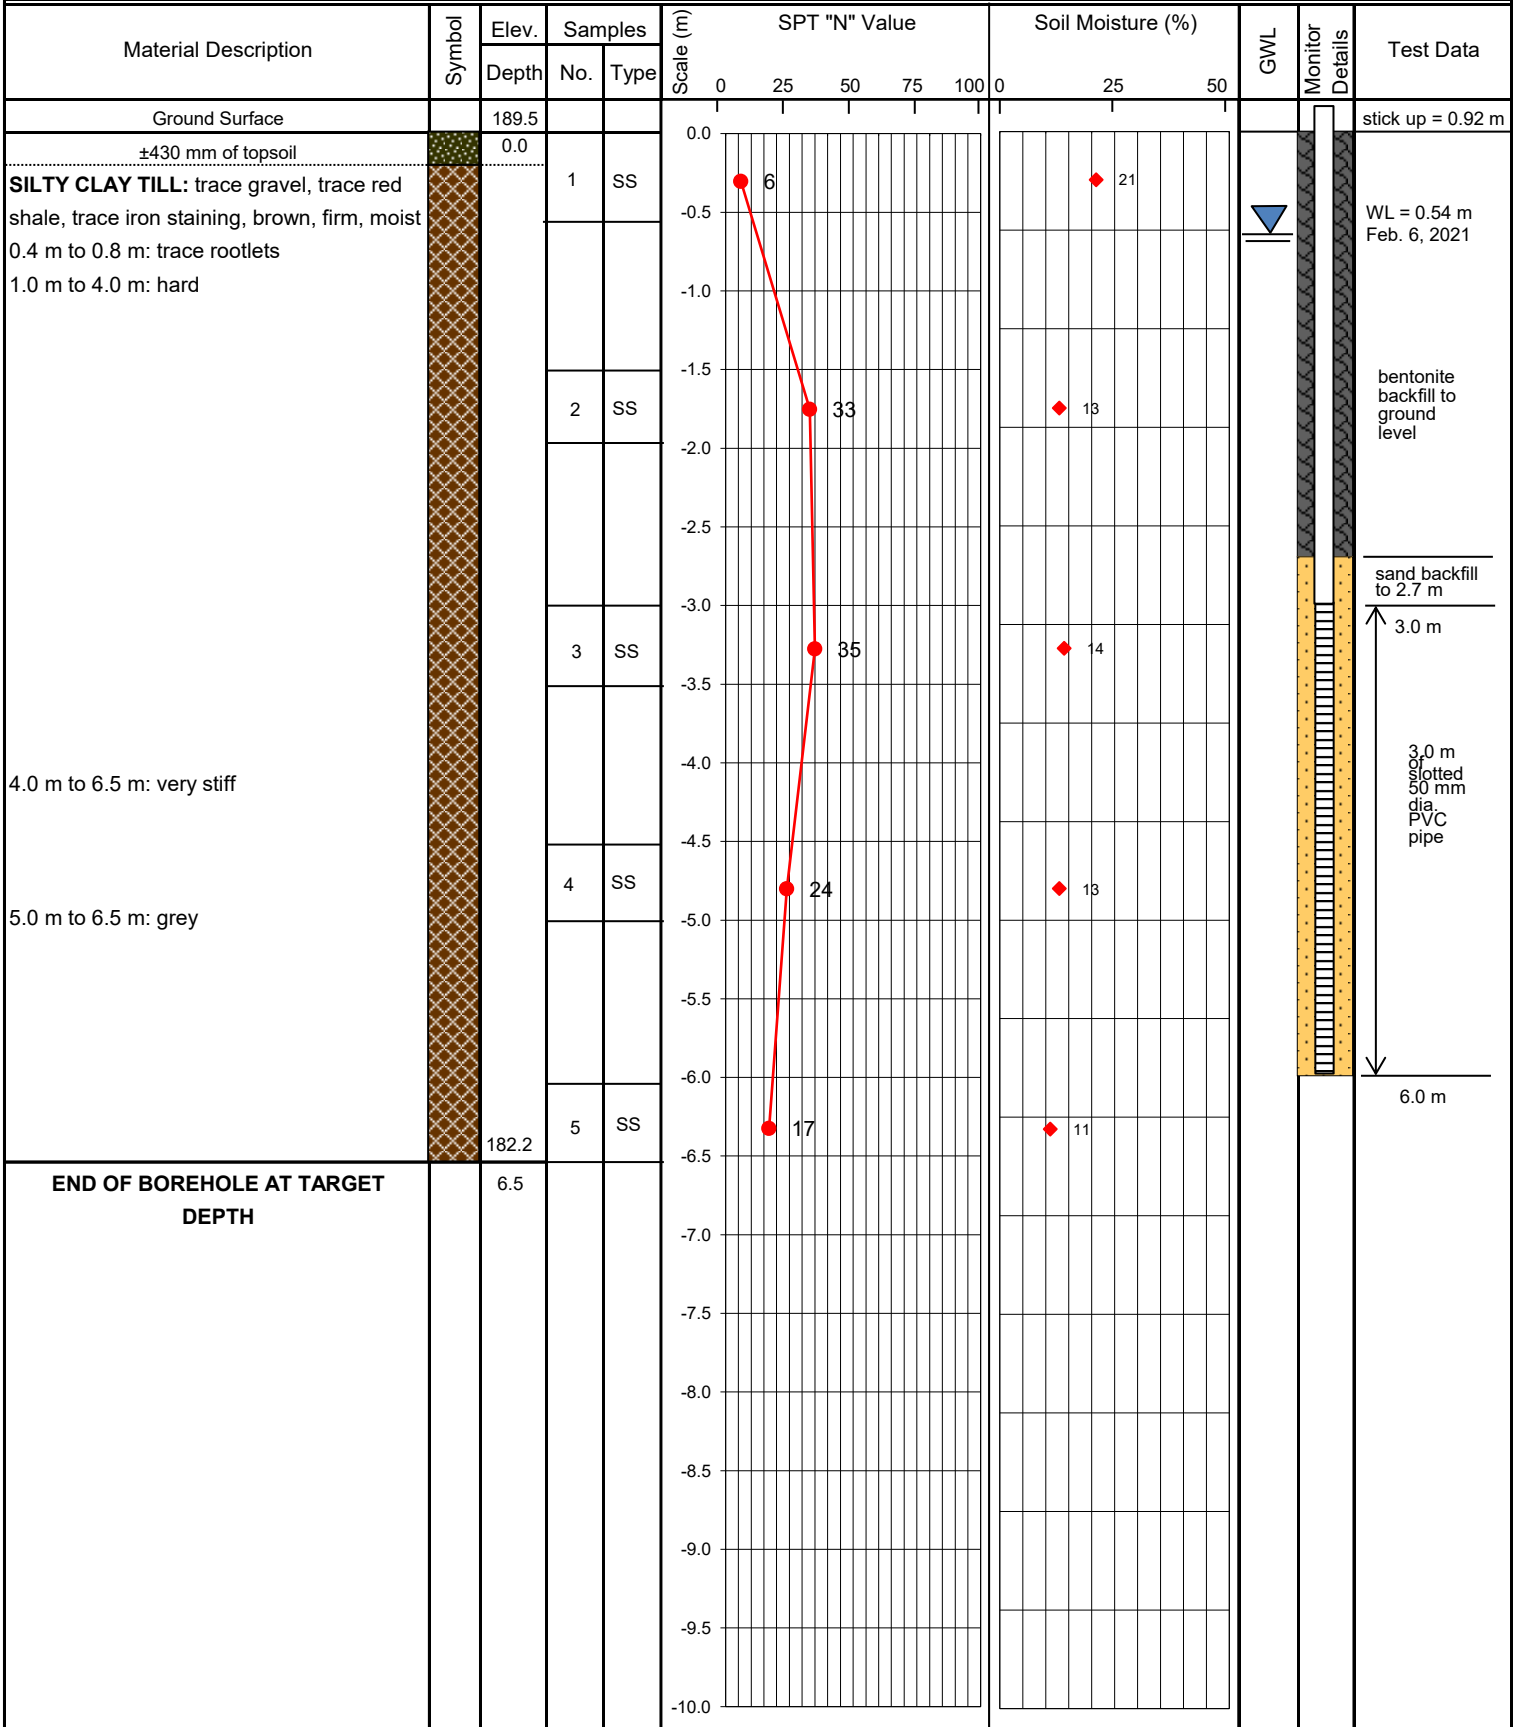 Material Description
Symbol
Elev.
Depth
Samples
No. Type
Scale (m)
SPT "N" Value
0 25 50 75 100
Soil Moisture (%)
0 25 50
GWL
Monitor
Details
Test Data
Ground Surface 189.5 stick up = 0.92 m
±430 mm of topsoil 0.0 0.0
SILTY CLAY TILL: trace gravel, trace red
shale, trace iron staining, brown, firm, moist
0.4 m to 0.8 m: trace rootlets
1.0 m to 4.0 m: hard
1 SS 6 21
-0.5
WL = 0.54 m
Feb. 6, 2021
-1.0
-1.5
2 SS 33 13
bentonite
backfill to
ground
level
-2.0
-2.5
sand backfill
to 2.7 m
-3.0
3.0 m
3 SS 35 14
-3.5
-4.0
3.0 m
of
slotted
50 mm
dia.
PVC
pipe
4.0 m to 6.5 m: very stiff
-4.5
4 SS 24 13
5.0 m to 6.5 m: grey
-5.0
-5.5
-6.0
6.0 m
5 SS 17 11
182.2
-6.5
END OF BOREHOLE AT TARGET
DEPTH
6.5
-7.0
-7.5
-8.0
-8.5
-9.0
-9.5
-10.0